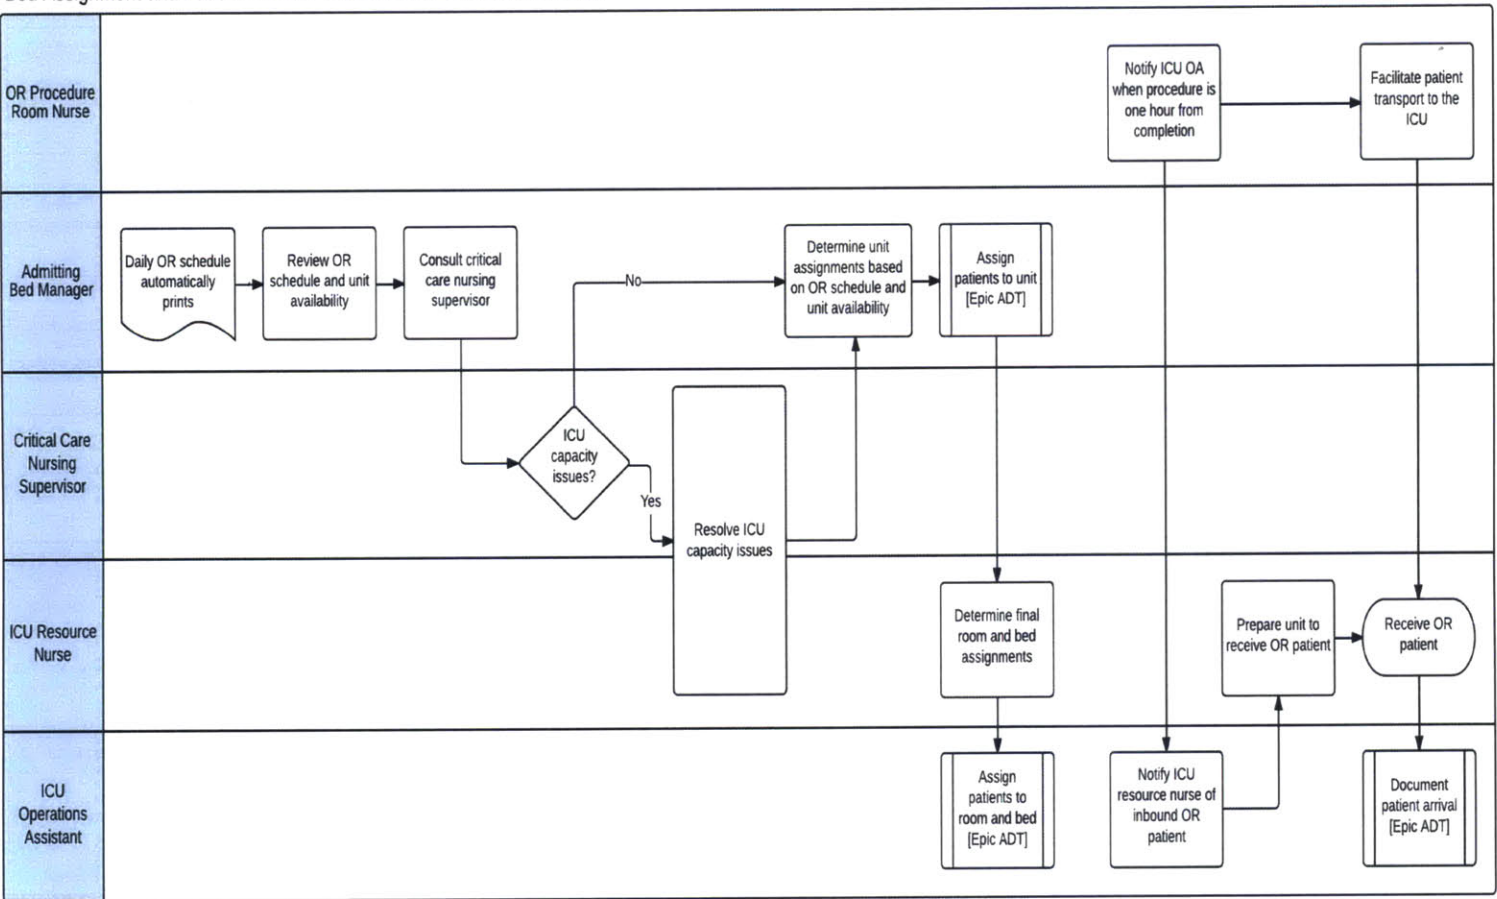 OR Procedure
Room Nurse
Notify ICU OA
when procedure is
one hour from
completion
Facilitate patient
transport to the
ICU
Admitting
Bed Manager
Daily OR schedule
automatically
prints
Review OR
schedule and unit
availability
Consult critical
care nursing
supervisor
No
Determine unit
assignments based
on OR schedule and
unit availability
Assign
patients to unit
[Epic ADT]
Critical Care
Nursing
Supervisor
ICU
capacity
issues?
Yes
Resolve ICU
capacity issues
ICU Resource
Nurse
Determine final
room and bed
assignments
Prepare unit to
receive OR patient
Receive OR
patient
ICU
Operations
Assistant
Assign
patients to
room and bed
[Epic ADT]
Notify ICU
resource nurse of
inbound OR
patient
Document
patient arrival
[Epic ADT]